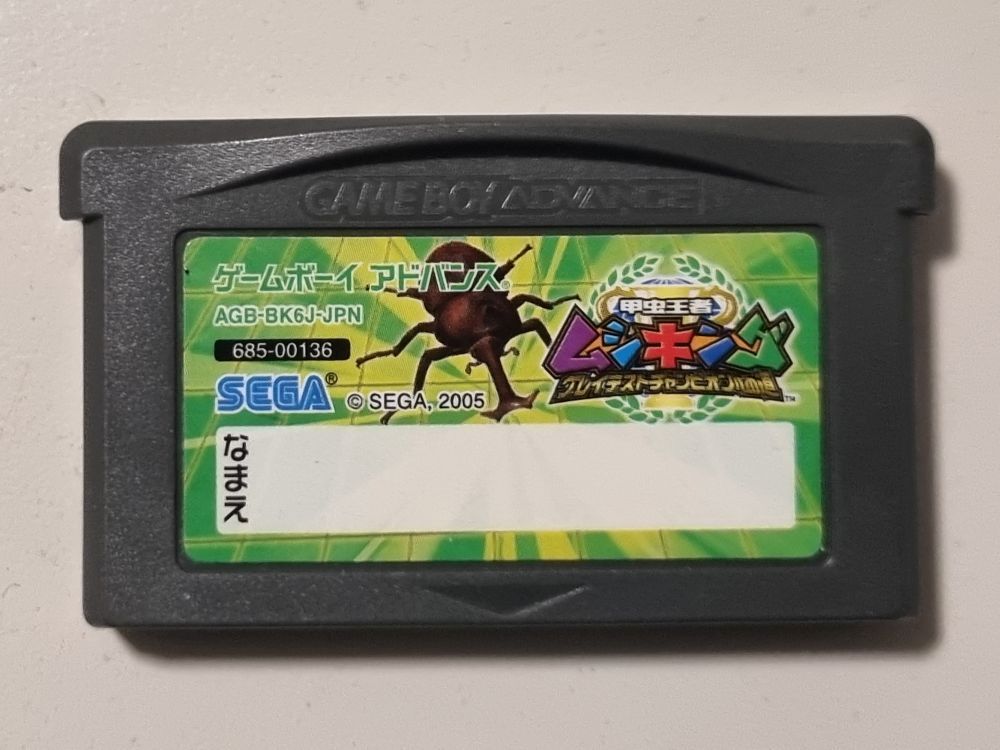 GAME BOY ADVANCE
ゲームボーイ アドバンス®
AGB-BK6J-JPN
685-00136
SEGA®
© SEGA, 2005
甲虫王者
ムシキング
グレイテストチャンピオンへの道
TM
なまえ